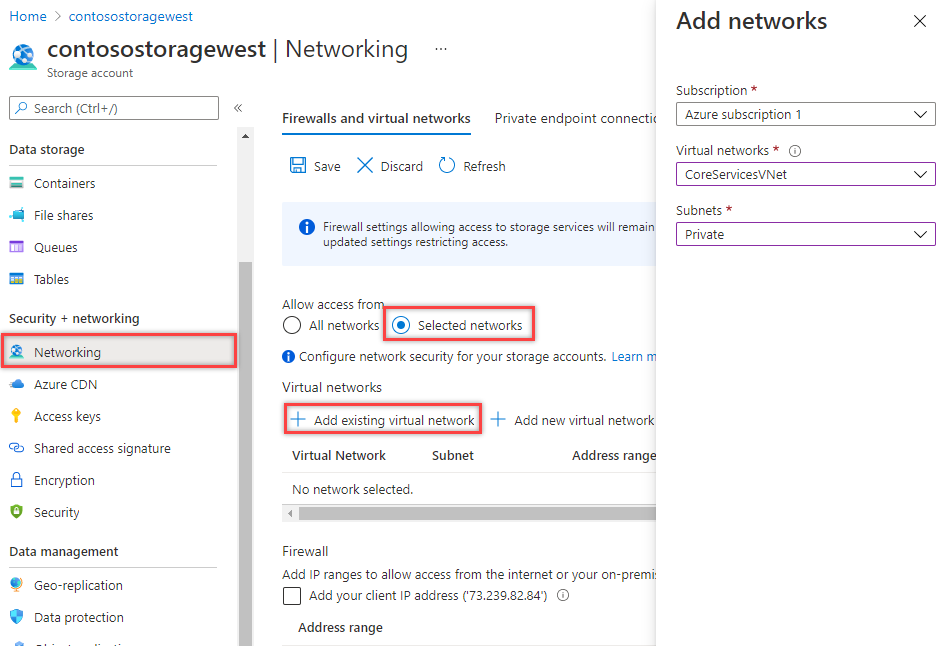 Home > contosostoragewest
contosostoragewest | Networking ...
Storage account
Search (Ctrl+/)
«
Data storage
Containers
File shares
Queues
Tables
Security + networking
Networking
Azure CDN
Access keys
Shared access signature
Encryption
Security
Data management
Geo-replication
Data protection
Firewalls and virtual networks
Private endpoint connectic
Save
Discard
Refresh
Firewall settings allowing access to storage services will remain
updated settings restricting access.
Allow access from
All networks
Selected networks
Configure network security for your storage accounts. Learn m
Virtual networks
+ Add existing virtual network
+ Add new virtual network
Virtual Network
Subnet
Address range
No network selected.
Firewall
Add IP ranges to allow access from the internet or your on-premis
Add your client IP address ('73.239.82.84')
Address range
Add networks
Subscription *
Azure subscription 1
Virtual networks *
CoreServicesVNet
Subnets *
Private